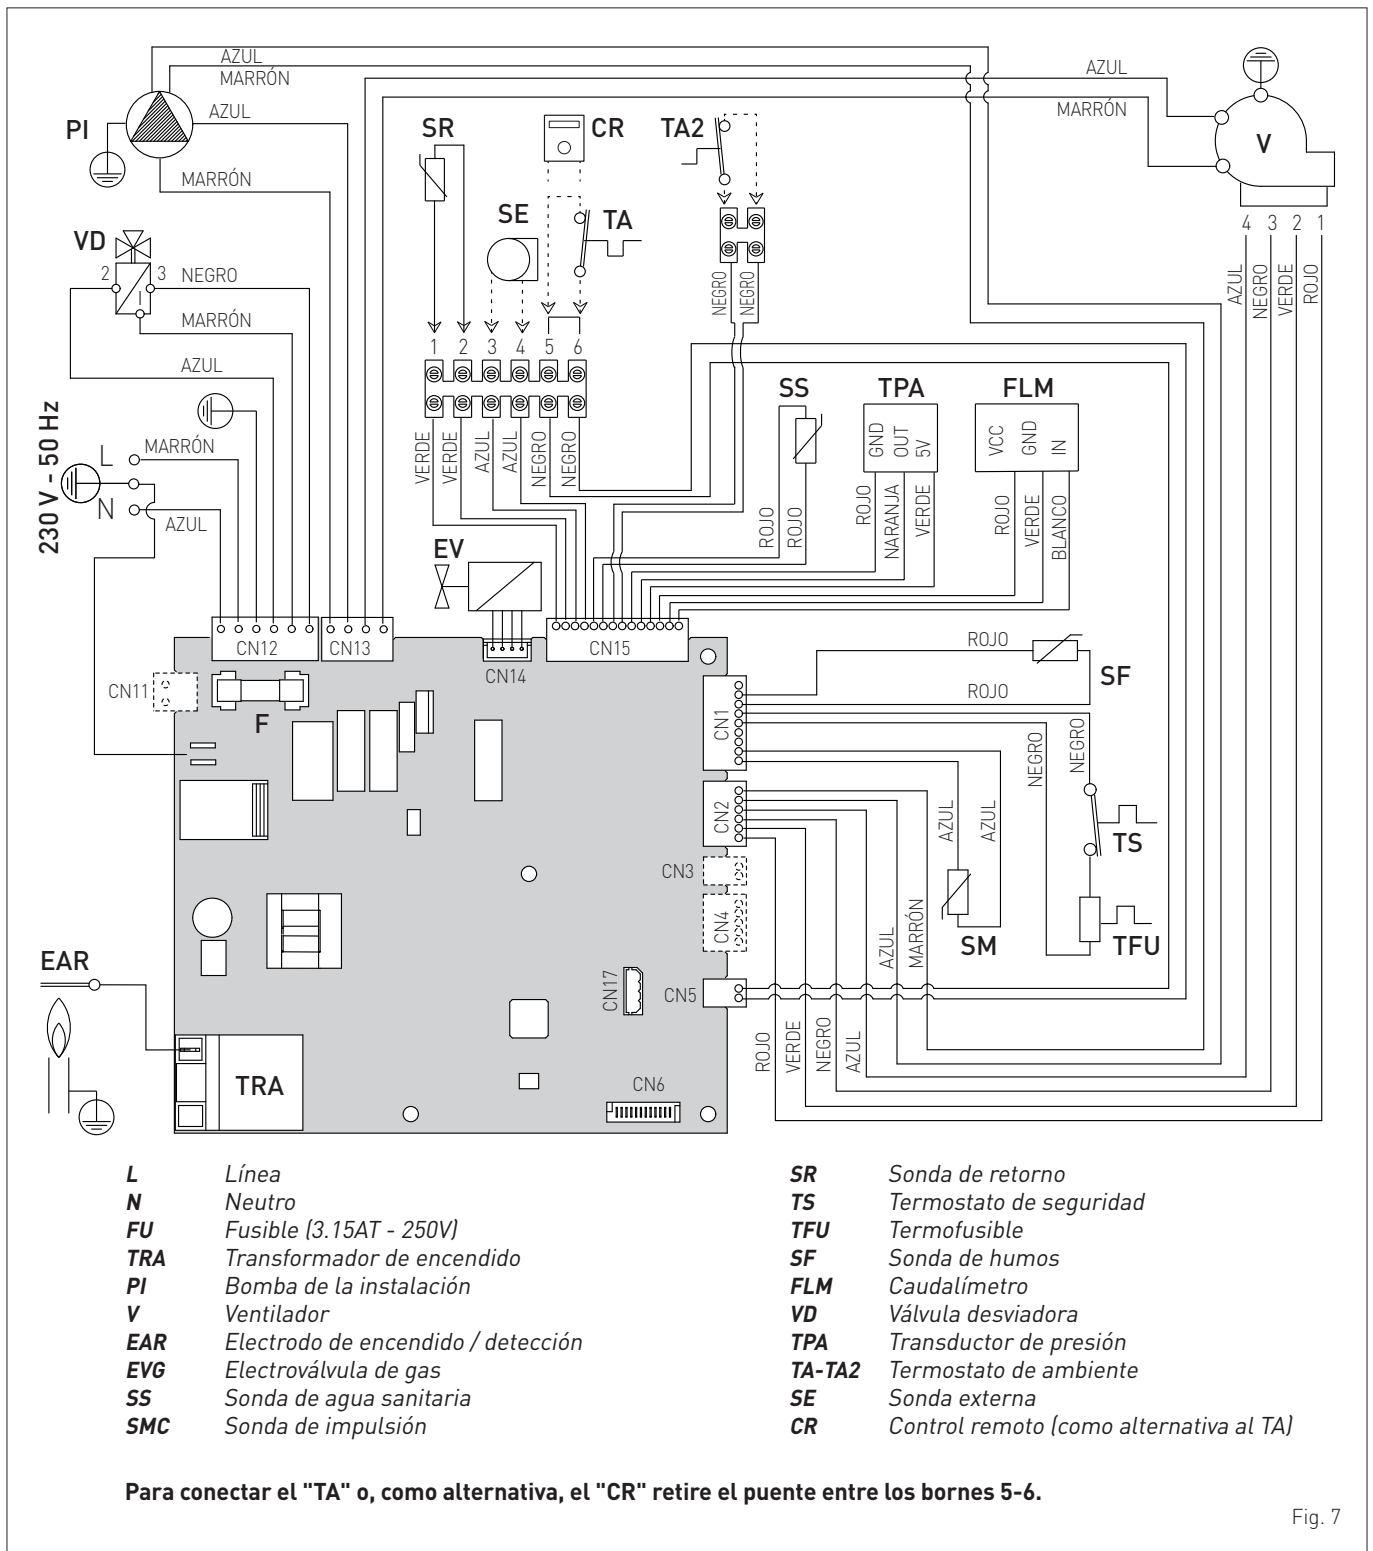 AZUL
MARRÓN
AZUL
MARRÓN
PI
AZUL
MARRÓN
SR
CR
TA2
V
SE
TA
4 3 2 1
AZUL
NEGRO
VERDE
ROJO
VD
2
3
NEGRO
MARRÓN
AZUL
NEGRO
NEGRO
1 2 3 4 5 6
230 V - 50 Hz
L
MARRÓN
N
AZUL
VERDE
VERDE
AZUL
AZUL
NEGRO
NEGRO
SS
TPA
FLM
GND
OUT
5V
VCC
GND
IN
ROJO
ROJO
ROJO
NARANJA
VERDE
ROJO
VERDE
BLANCO
EV
CN12
CN13
CN14
CN15
CN11
F
ROJO
SF
ROJO
CN1
NEGRO
NEGRO
CN2
AZUL
AZUL
TS
CN3
CN4
SM
TFU
AZUL
MARRÓN
EAR
CN17
CN5
ROJO
VERDE
NEGRO
AZUL
TRA
CN6
L Línea
N Neutro
FU Fusible (3.15AT - 250V)
TRA Transformador de encendido
PI Bomba de la instalación
V Ventilador
EAR Electrodo de encendido / detección
EVG Electroválvula de gas
SS Sonda de agua sanitaria
SMC Sonda de impulsión
SR Sonda de retorno
TS Termostato de seguridad
TFU Termofusible
SF Sonda de humos
FLM Caudalímetro
VD Válvula desviadora
TPA Transductor de presión
TA-TA2 Termostato de ambiente
SE Sonda externa
CR Control remoto (como alternativa al TA)
Para conectar el "TA" o, como alternativa, el "CR" retire el puente entre los bornes 5-6.
Fig. 7